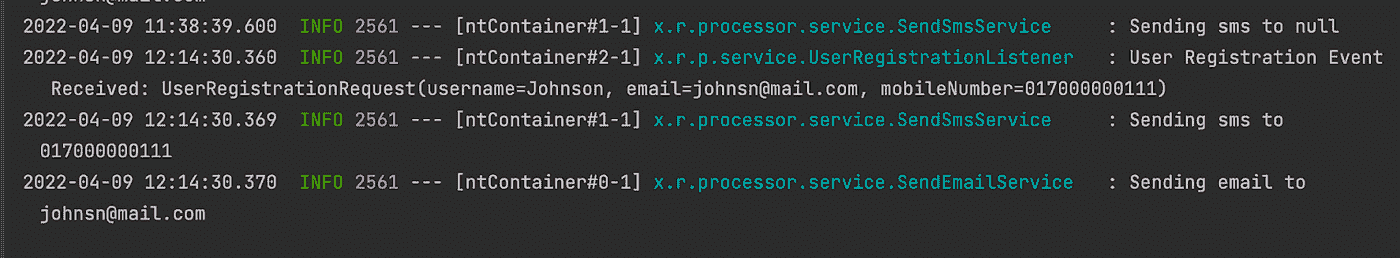 johnsn@mail.com
2022-04-09 11:38:39.600  INFO 2561 --- [ntContainer#1-1] x.r.processor.service.SendSmsService     : Sending sms to null
2022-04-09 12:14:30.360  INFO 2561 --- [ntContainer#2-1] x.r.p.service.UserRegistrationListener   : User Registration Event
Received: UserRegistrationRequest(username=Johnson, email=johnsn@mail.com, mobileNumber=017000000111)
2022-04-09 12:14:30.369  INFO 2561 --- [ntContainer#1-1] x.r.processor.service.SendSmsService     : Sending sms to
017000000111
2022-04-09 12:14:30.370  INFO 2561 --- [ntContainer#0-1] x.r.processor.service.SendEmailService   : Sending email to
johnsn@mail.com